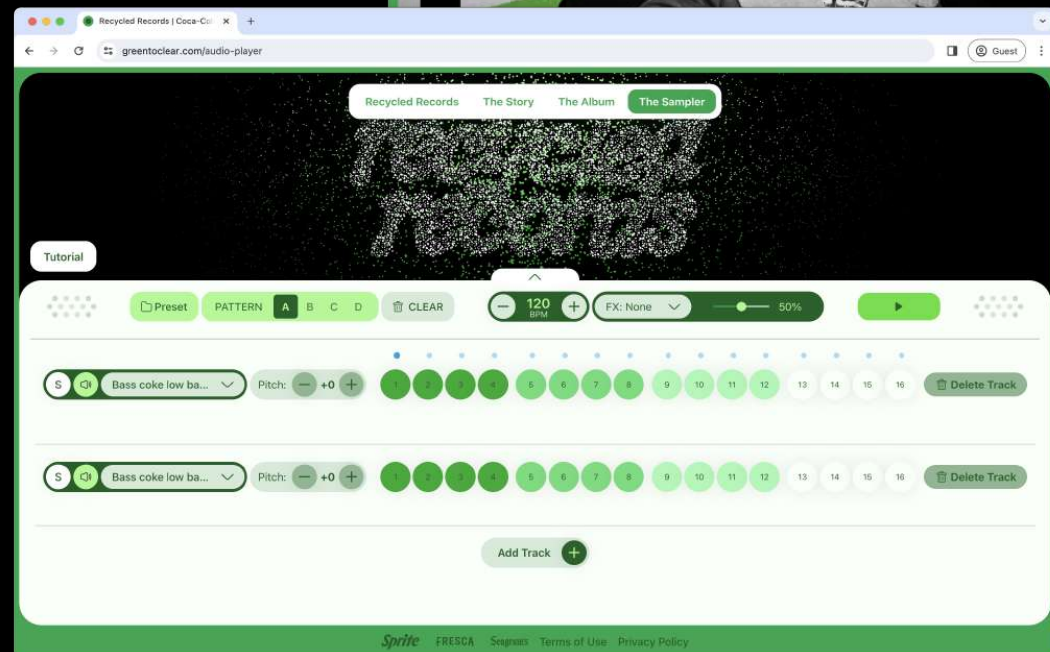 Recycled Records | Coca-Col
greentoclear.com/audio-player
Guest
Recycled Records The Story The Album The Sampler
recycled
records
Tutorial
Preset PATTERN A B C D CLEAR 120 BPM FX: None 50%
S Bass coke low ba... Pitch: +0 1 2 3 4 5 6 7 8 9 10 11 12 13 14 15 16 Delete Track
S Bass coke low ba... Pitch: +0 1 2 3 4 5 6 7 8 9 10 11 12 13 14 15 16 Delete Track
Add Track
Sprite FRESCA Seagram's Terms of Use Privacy Policy